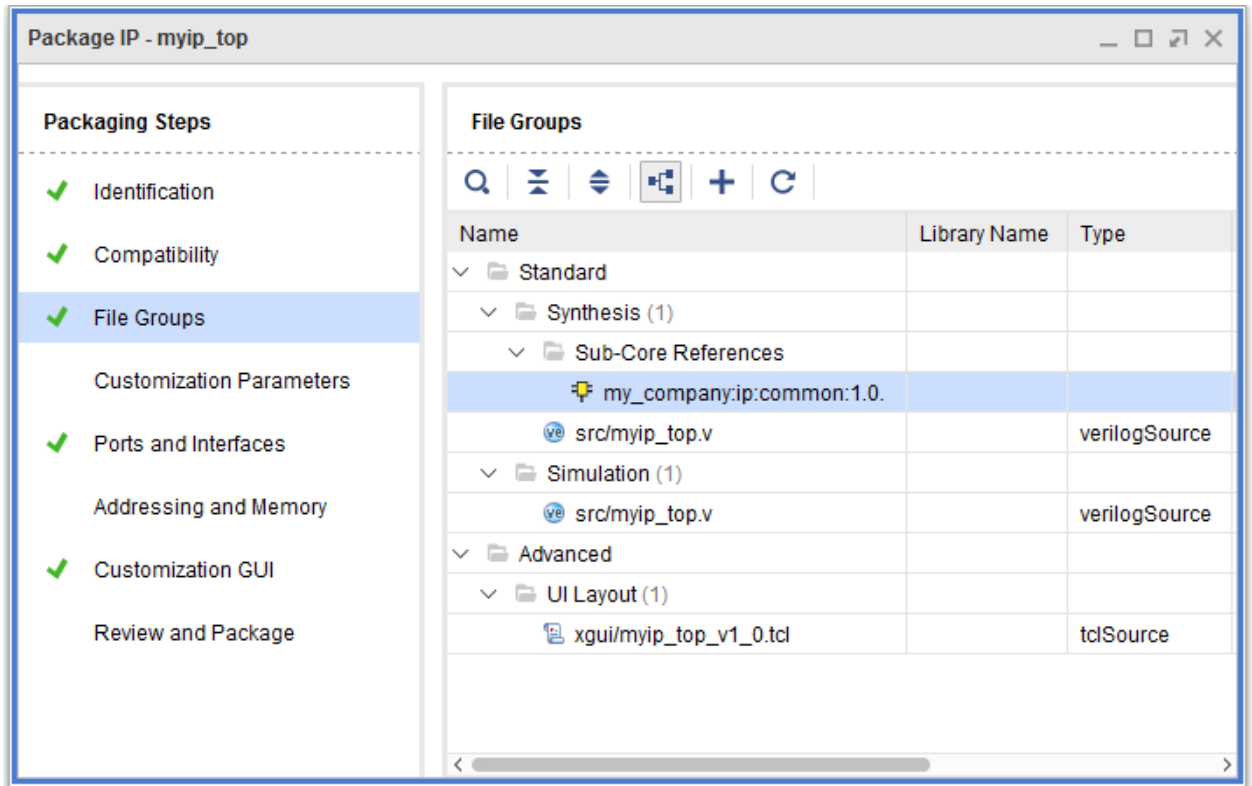 Package IP - myip_top
Packaging Steps
Identification
Compatibility
File Groups
Customization Parameters
Ports and Interfaces
Addressing and Memory
Customization GUI
Review and Package
File Groups
Name Library Name Type
Standard
Synthesis (1)
Sub-Core References
my_company:ip:common:1.0.
src/myip_top.v verilogSource
Simulation (1)
src/myip_top.v verilogSource
Advanced
UI Layout (1)
xgui/myip_top_v1_0.tcl tclSource